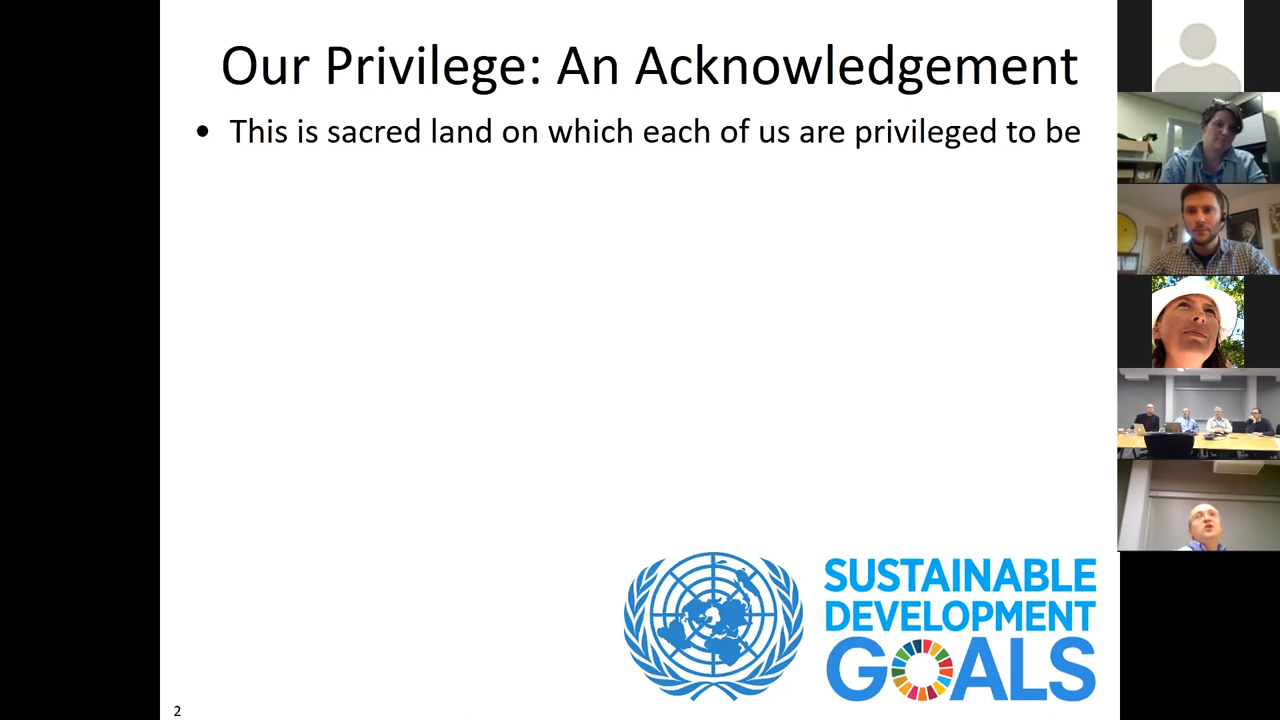 Our Privilege: An Acknowledgement
• This is sacred land on which each of us are privileged to be
SUSTAINABLE
DEVELOPMENT
GOALS
2